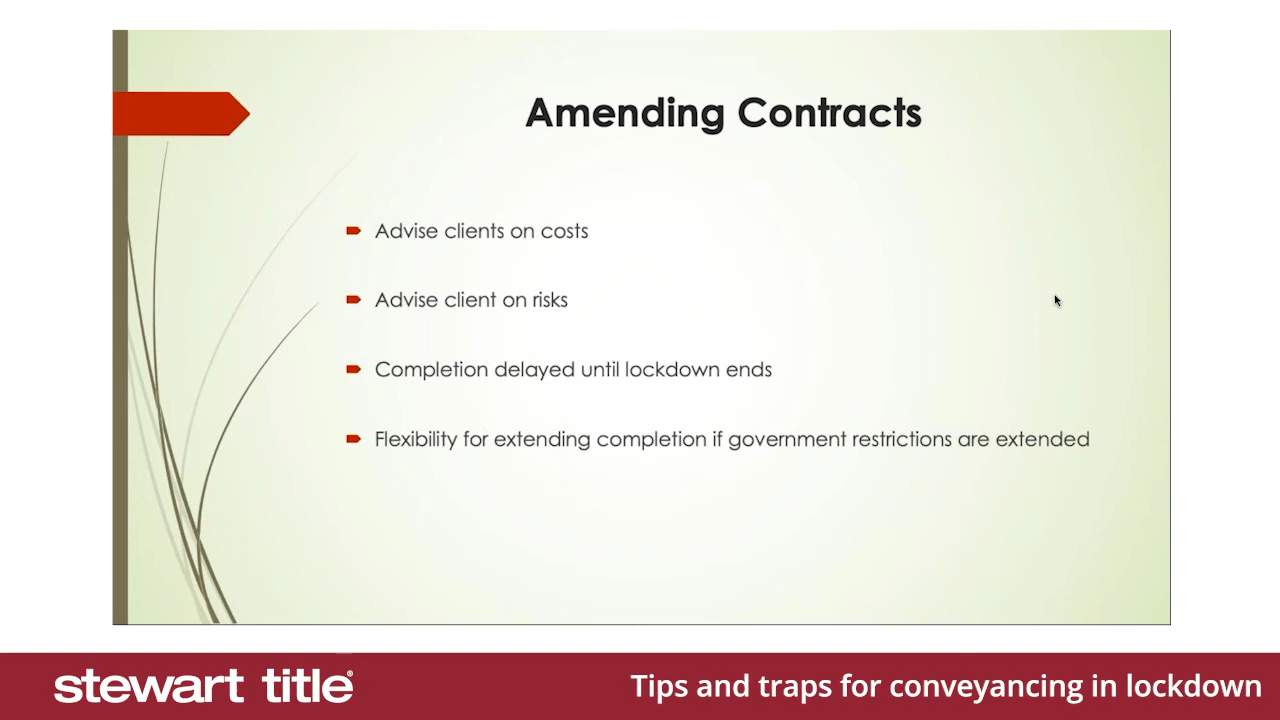 Amending Contracts
Advise clients on costs
Advise client on risks
Completion delayed until lockdown ends
Flexibility for extending completion if government restrictions are extended
stewart title®
Tips and traps for conveyancing in lockdown